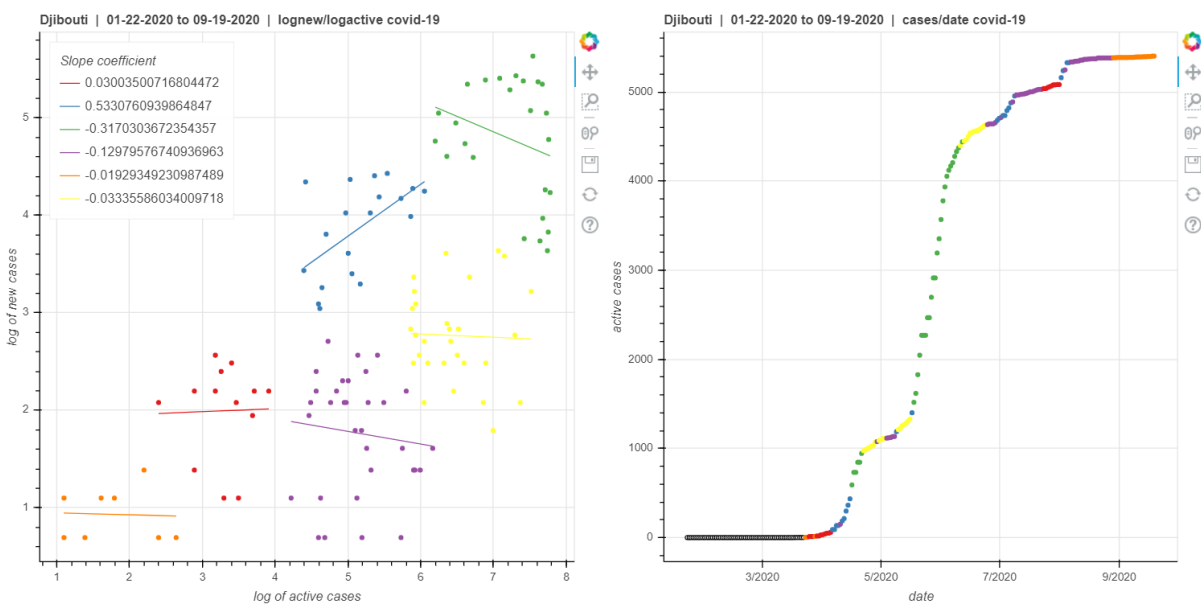 Djibouti | 01-22-2020 to 09-19-2020 | lognew/logactive covid-19
Slope coefficient
0.03003500716804472
0.5330760939864847
-0.3170303672354357
-0.12979576740936963
-0.01929349230987489
-0.03335586034009718
log of new cases
5
4
3
2
1
1 2 3 4 5 6 7 8
log of active cases
Djibouti | 01-22-2020 to 09-19-2020 | cases/date covid-19
active cases
5000
4000
3000
2000
1000
0
3/2020 5/2020 7/2020 9/2020
date